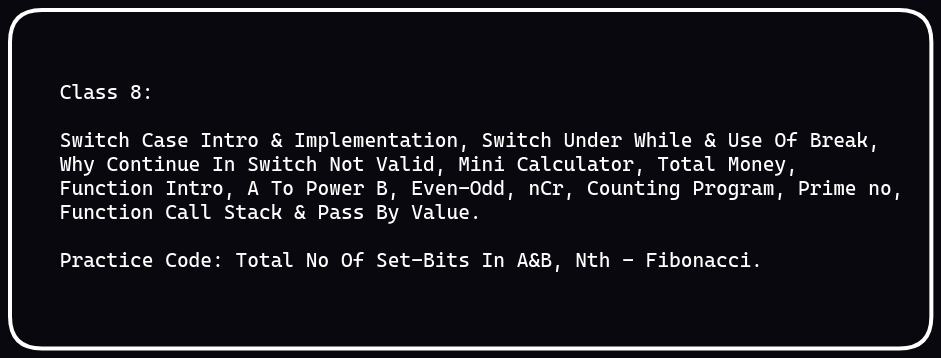 Class 8:
Switch Case Intro & Implementation, Switch Under While & Use Of Break,
Why Continue In Switch Not Valid, Mini Calculator, Total Money,
Function Intro, A To Power B, Even-Odd, nCr, Counting Program, Prime no,
Function Call Stack & Pass By Value.
Practice Code: Total No Of Set-Bits In A&B, Nth - Fibonacci.